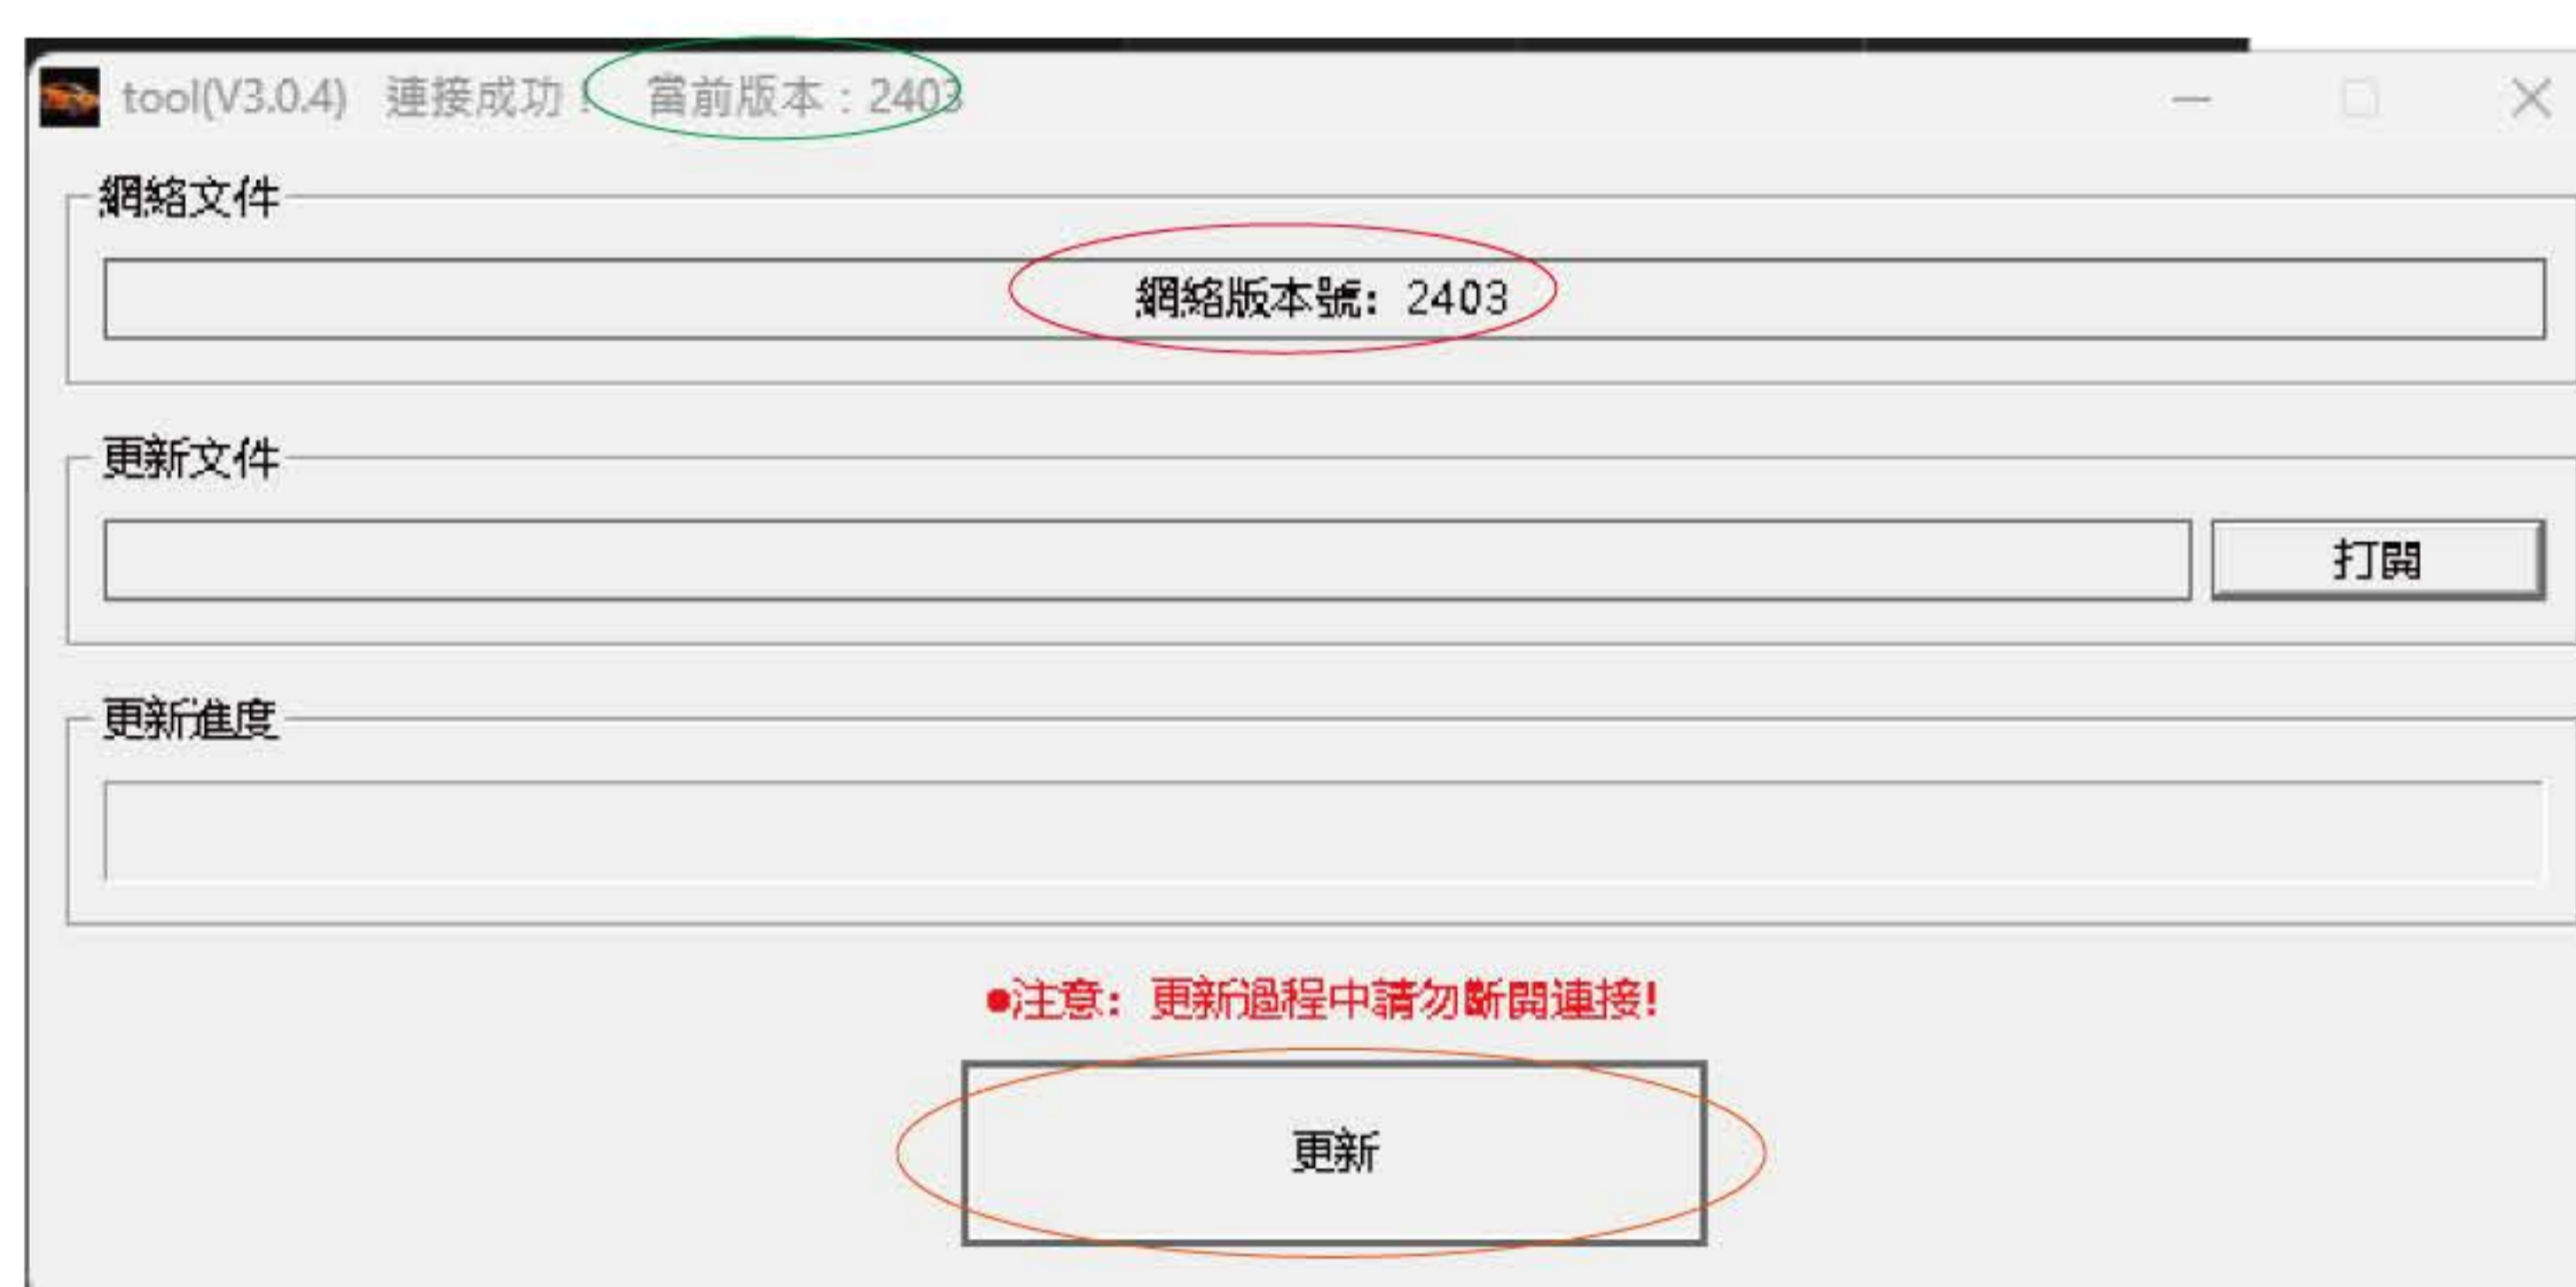 tool(V3.0.4) 連接成功！ 當前版本：2403
網絡文件
網絡版本號: 2403
更新文件
打開
更新進度
●注意: 更新過程中請勿斷開連接!
更新